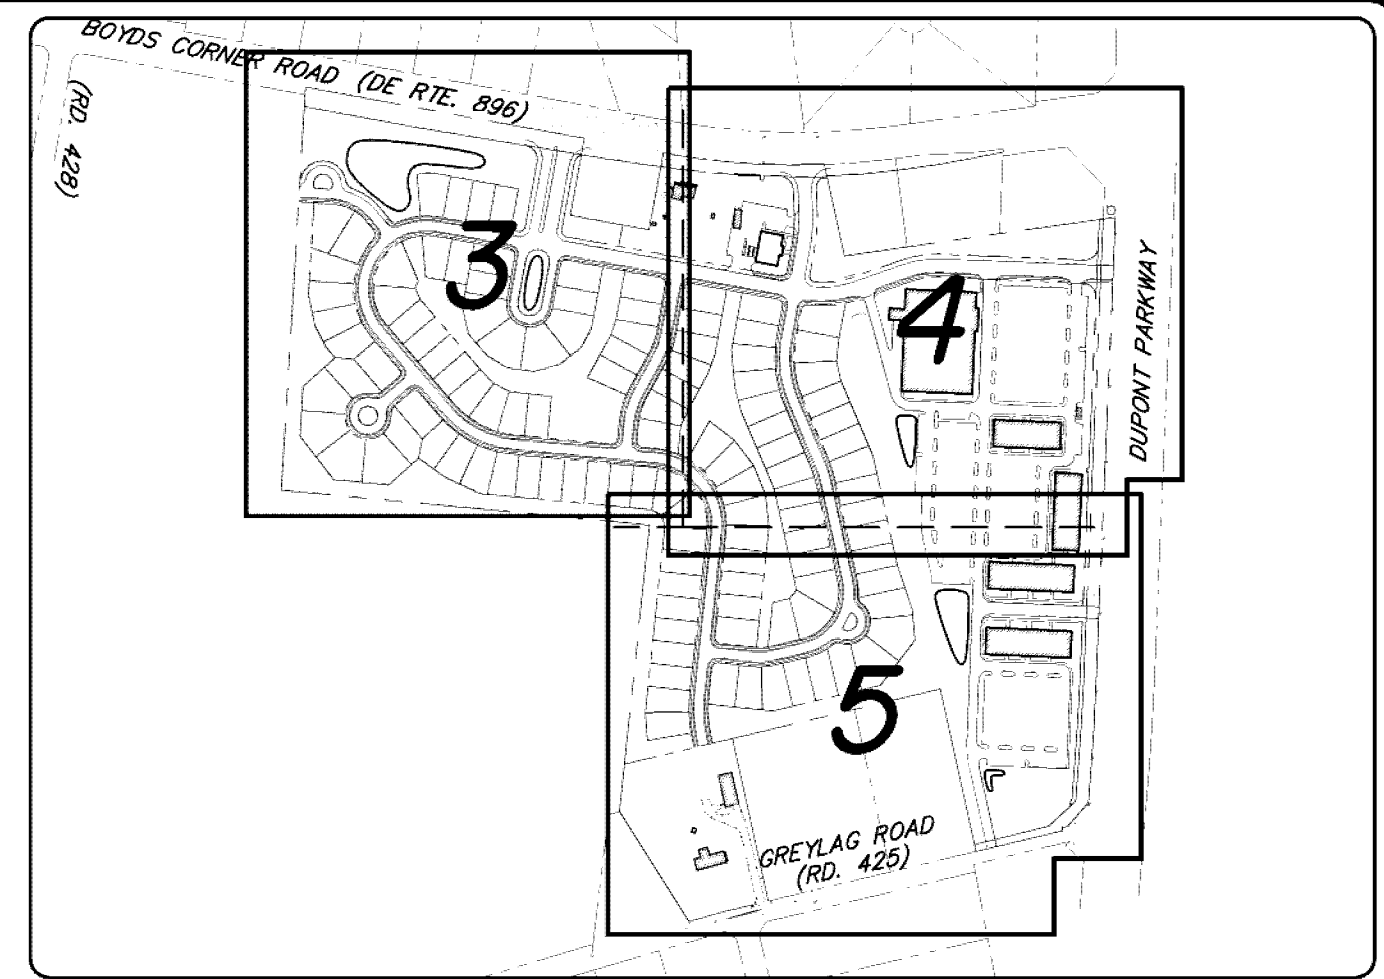 BOYDS CORNER ROAD (DE RTE. 896)
(RD. 428)
3
4
DUPONT PARKWAY
5
GREYLAG ROAD
(RD. 425)